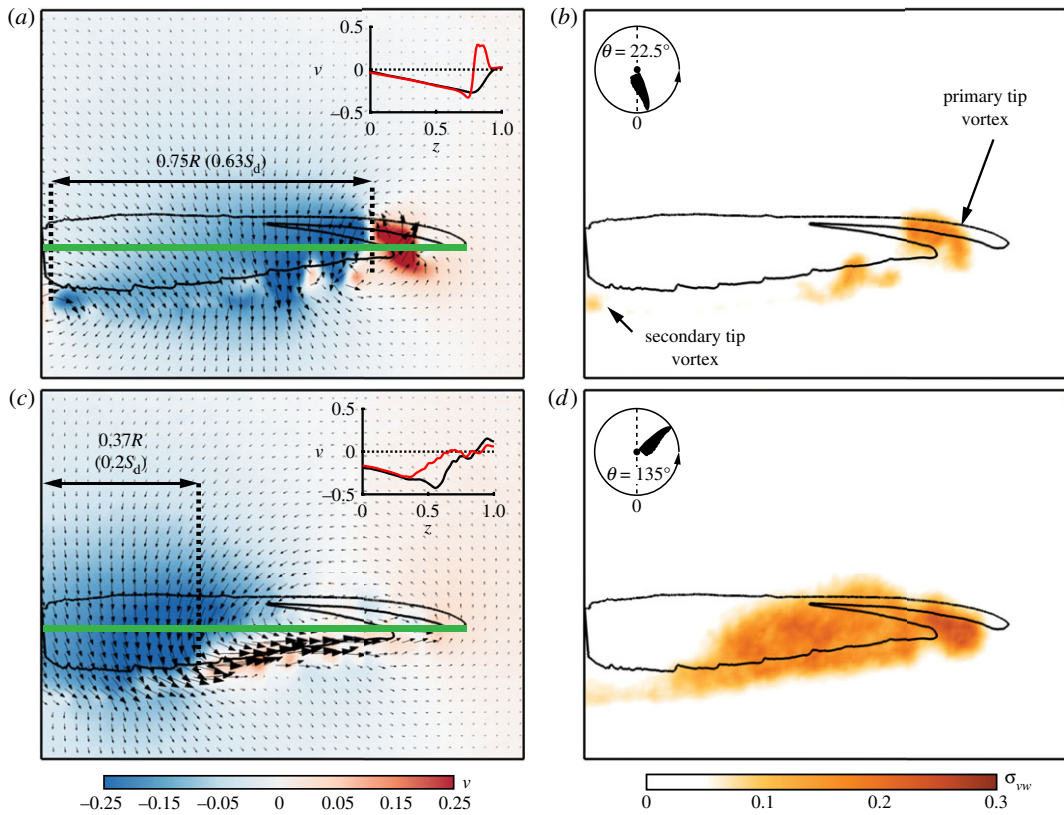 (a)
0.5
v
0
−0.5
0 0.5 1.0
z
0.75R (0.63S_d)
(b)
θ = 22.5°
0
primary tip
vortex
secondary tip
vortex
(c)
0.5
v
0
−0.5
0 0.5 1.0
z
0.37R
(0.2S_d)
(d)
θ = 135°
0
v
−0.25 −0.15 −0.05 0 0.05 0.15 0.25
σ_vw
0 0.1 0.2 0.3